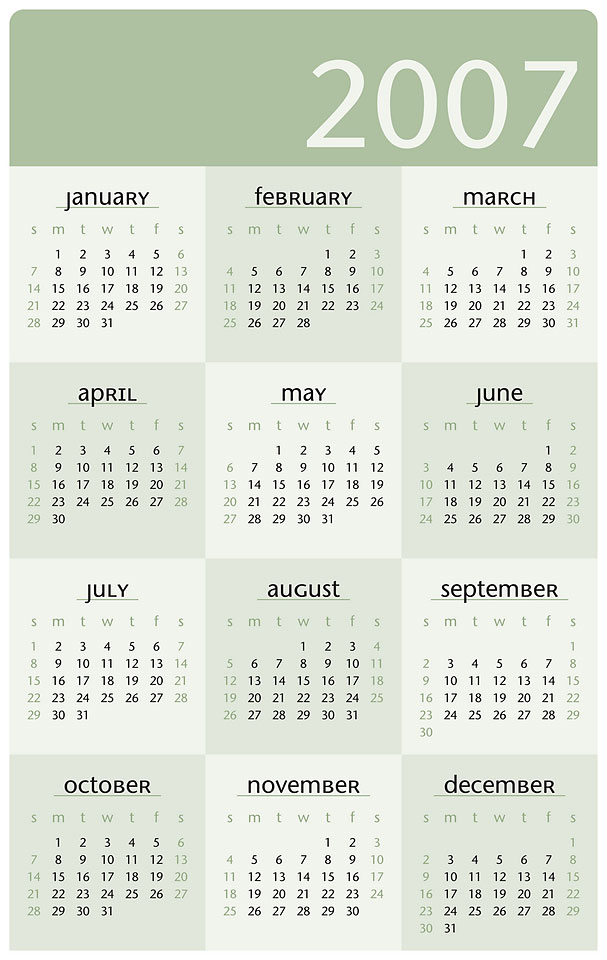 2007
january
s m t w t f s
1 2 3 4 5 6
7 8 9 10 11 12 13
14 15 16 17 18 19 20
21 22 23 24 25 26 27
28 29 30 31
february
s m t w t f s
1 2 3
4 5 6 7 8 9 10
11 12 13 14 15 16 17
18 19 20 21 22 23 24
25 26 27 28
march
s m t w t f s
1 2 3
4 5 6 7 8 9 10
11 12 13 14 15 16 17
18 19 20 21 22 23 24
25 26 27 28 29 30 31
april
s m t w t f s
1 2 3 4 5 6 7
8 9 10 11 12 13 14
15 16 17 18 19 20 21
22 23 24 25 26 27 28
29 30
may
s m t w t f s
1 2 3 4 5
6 7 8 9 10 11 12
13 14 15 16 17 18 19
20 21 22 23 24 25 26
27 28 29 30 31
june
s m t w t f s
1 2
3 4 5 6 7 8 9
10 11 12 13 14 15 16
17 18 19 20 21 22 23
24 25 26 27 28 29 30
july
s m t w t f s
1 2 3 4 5 6 7
8 9 10 11 12 13 14
15 16 17 18 19 20 21
22 23 24 25 26 27 28
29 30 31
august
s m t w t f s
1 2 3 4
5 6 7 8 9 10 11
12 13 14 15 16 17 18
19 20 21 22 23 24 25
26 27 28 29 30 31
september
s m t w t f s
1
2 3 4 5 6 7 8
9 10 11 12 13 14 15
16 17 18 19 20 21 22
23 24 25 26 27 28 29
30
october
s m t w t f s
1 2 3 4 5 6
7 8 9 10 11 12 13
14 15 16 17 18 19 20
21 22 23 24 25 26 27
28 29 30 31
november
s m t w t f s
1 2 3
4 5 6 7 8 9 10
11 12 13 14 15 16 17
18 19 20 21 22 23 24
25 26 27 28 29 30
december
s m t w t f s
1
2 3 4 5 6 7 8
9 10 11 12 13 14 15
16 17 18 19 20 21 22
23 24 25 26 27 28 29
30 31